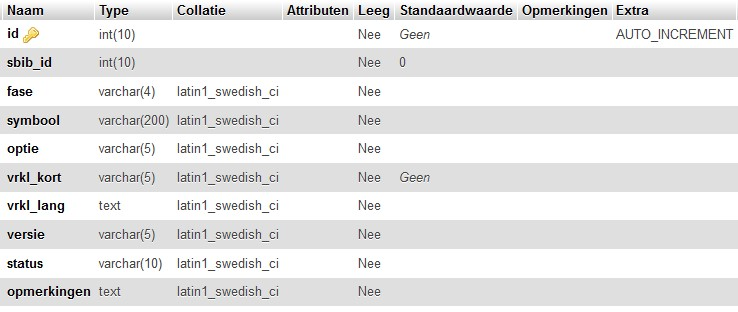 Naam Type Collatie Attributen Leeg Standaardwaarde Opmerkingen Extra
id int(10) Nee Geen AUTO_INCREMENT
sbib_id int(10) Nee 0
fase varchar(4) latin1_swedish_ci Nee
symbool varchar(200) latin1_swedish_ci Nee
optie varchar(5) latin1_swedish_ci Nee
vrkl_kort varchar(5) latin1_swedish_ci Nee Geen
vrkl_lang text latin1_swedish_ci Nee
versie varchar(5) latin1_swedish_ci Nee
status varchar(10) latin1_swedish_ci Nee
opmerkingen text latin1_swedish_ci Nee